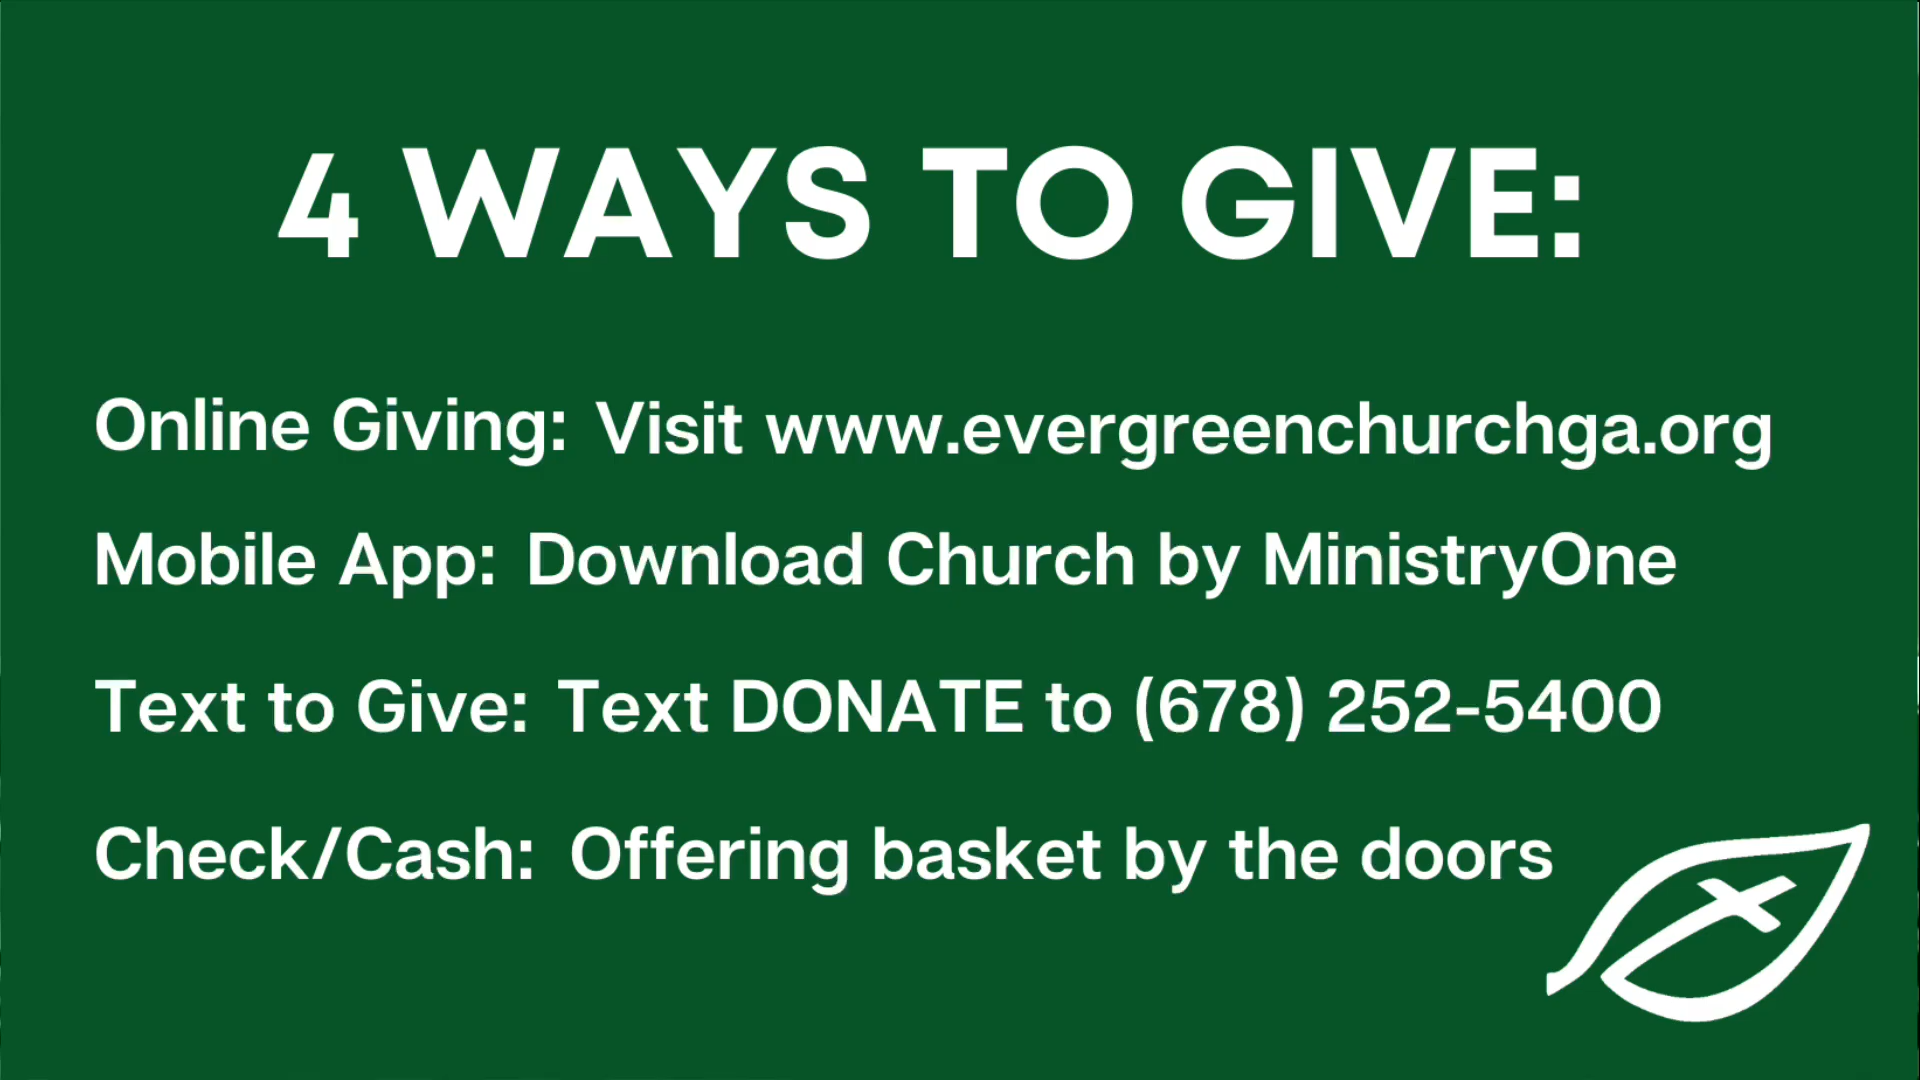 4 WAYS TO GIVE:
Online Giving: Visit www.evergreenchurchga.org
Mobile App: Download Church by MinistryOne
Text to Give: Text DONATE to (678) 252-5400
Check/Cash: Offering basket by the doors